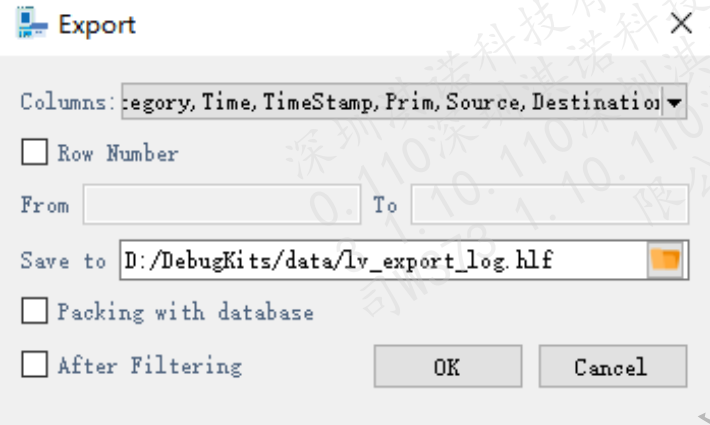 Export
Columns: tegory, Time, TimeStamp, Prim, Source, Destination
Row Number
From To
Save to D:/DebugKits/data/lv_export_log.hlf
Packing with database
After Filtering OK Cancel